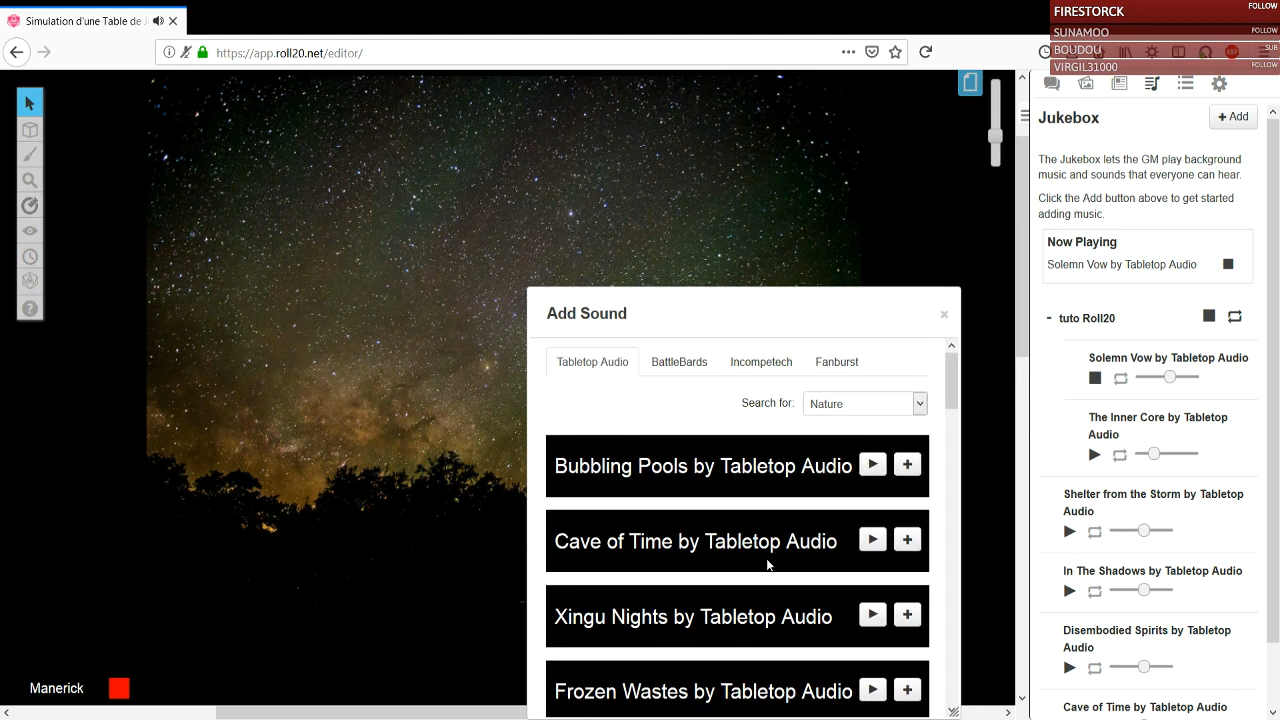 Simulation d'une Table de J
https://app.roll20.net/editor/
FIRESTORCK FOLLOW
SUNAMOO FOLLOW
BOUDOU SUB
VIRGIL31000 FOLLOW
Jukebox
+ Add
The Jukebox lets the GM play background
music and sounds that everyone can hear.
Click the Add button above to get started
adding music.
Now Playing
Solemn Vow by Tabletop Audio
- tuto Roll20
Solemn Vow by Tabletop Audio
The Inner Core by Tabletop
Audio
Shelter from the Storm by Tabletop
Audio
In The Shadows by Tabletop Audio
Disembodied Spirits by Tabletop
Audio
Cave of Time by Tabletop Audio
Add Sound
×
Tabletop Audio BattleBards Incompetech Fanburst
Search for: Nature
Bubbling Pools by Tabletop Audio
Cave of Time by Tabletop Audio
Xingu Nights by Tabletop Audio
Frozen Wastes by Tabletop Audio
Manerick